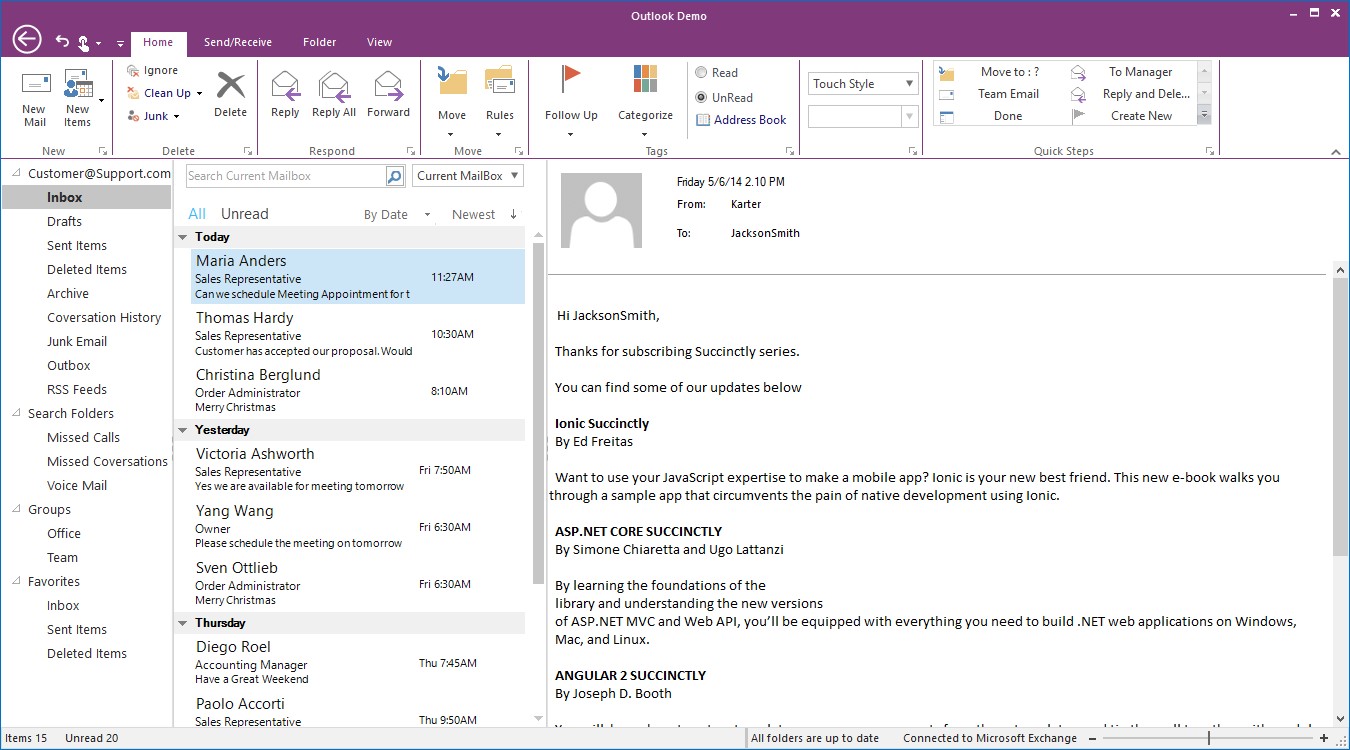 Outlook Demo
Home Send/Receive Folder View
New Mail
New Items
New
Ignore
Clean Up
Junk
Delete
Delete
Reply
Reply All
Forward
Respond
Move
Rules
Move
Follow Up
Categorize
Read
UnRead
Address Book
Tags
Touch Style
Move to : ?
Team Email
Done
To Manager
Reply and Dele...
Create New
Quick Steps
Customer@Support.com
Inbox
Drafts
Sent Items
Deleted Items
Archive
Coversation History
Junk Email
Outbox
RSS Feeds
Search Folders
Missed Calls
Missed Coversations
Voice Mail
Groups
Office
Team
Favorites
Inbox
Sent Items
Deleted Items
Search Current Mailbox
Current MailBox
All Unread By Date Newest
Today
Maria Anders
Sales Representative 11:27AM
Can we schedule Meeting Appointment for t
Thomas Hardy
Sales Representative 10:30AM
Customer has accepted our proposal. Would
Christina Berglund
Order Administrator 8:10AM
Merry Christmas
Yesterday
Victoria Ashworth
Sales Representative Fri 7:50AM
Yes we are available for meeting tomorrow
Yang Wang
Owner Fri 6:30AM
Please schedule the meeting on tomorrow
Sven Ottlieb
Order Administrator Fri 6:30AM
Merry Christmas
Thursday
Diego Roel
Accounting Manager Thu 7:45AM
Have a Great Weekend
Paolo Accorti
Sales Representative Thu 9:50AM
Friday 5/6/14 2.10 PM
From: Karter
To: JacksonSmith
Hi JacksonSmith,
Thanks for subscribing Succinctly series.
You can find some of our updates below
Ionic Succinctly
By Ed Freitas
Want to use your JavaScript expertise to make a mobile app? Ionic is your new best friend. This new e-book walks you
through a sample app that circumvents the pain of native development using Ionic.
ASP.NET CORE SUCCINCTLY
By Simone Chiaretta and Ugo Lattanzi
By learning the foundations of the
library and understanding the new versions
of ASP.NET MVC and Web API, you’ll be equipped with everything you need to build .NET web applications on Windows,
Mac, and Linux.
ANGULAR 2 SUCCINCTLY
By Joseph D. Booth
Items 15 Unread 20 All folders are up to date Connected to Microsoft Exchange